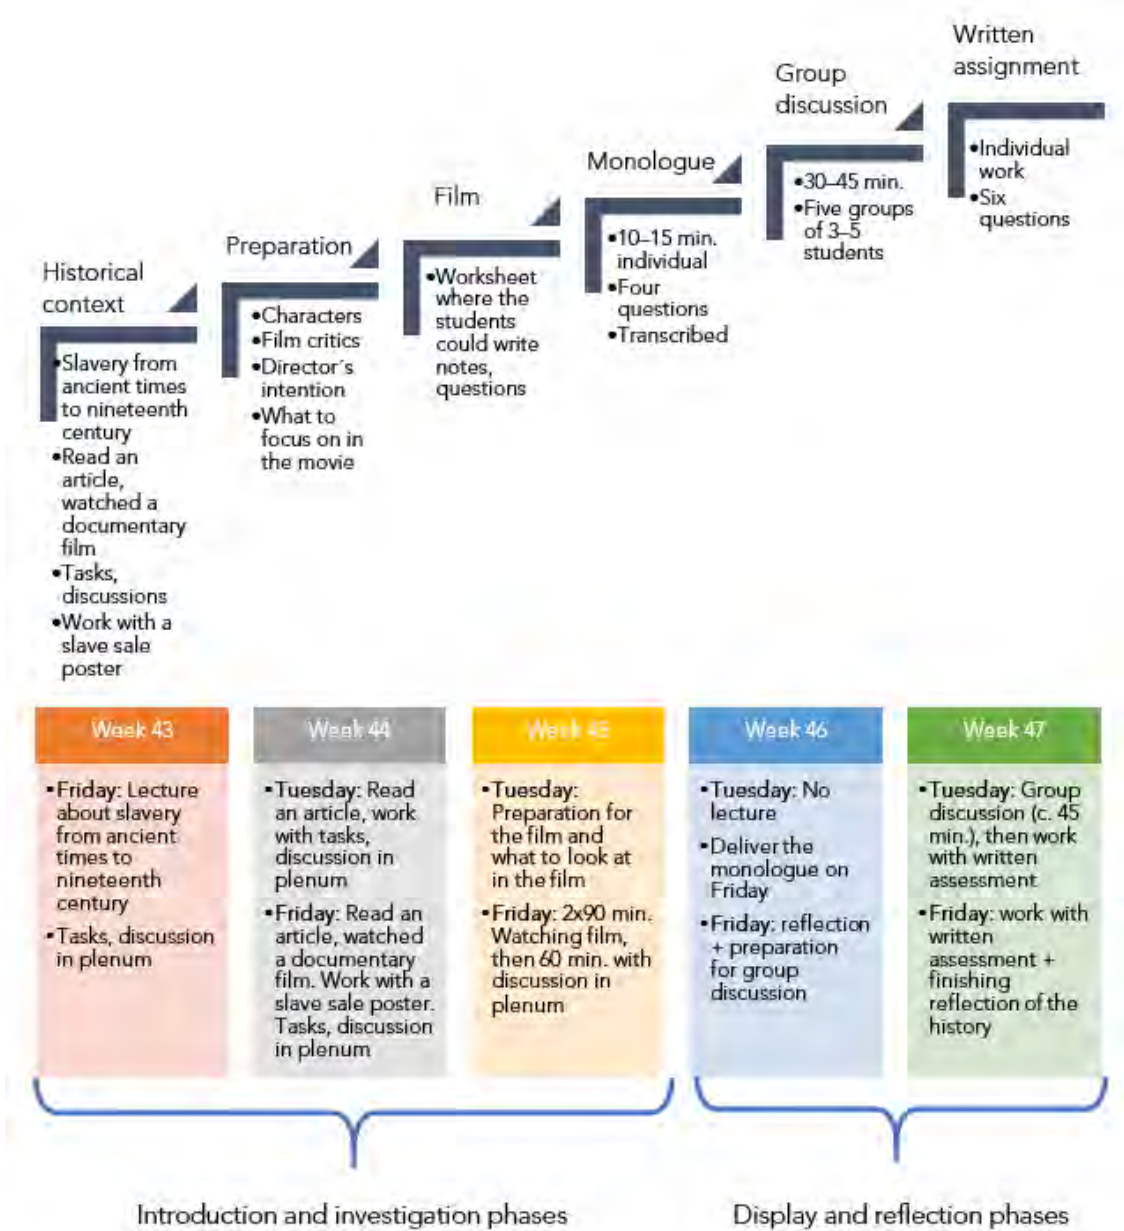 Historical
context
•Slavery from
ancient times
to nineteenth
century
•Read an
article,
watched a
documentary
film
•Tasks,
discussions
•Work with a
slave sale
poster
Preparation
•Characters
•Film critics
•Director´s
intention
•What to
focus on in
the movie
Film
•Worksheet
where the
students
could write
notes,
questions
Monologue
•10–15 min.
individual
•Four
questions
•Transcribed
Group
discussion
•30–45 min.
•Five groups
of 3–5
students
Written
assignment
•Individual
work
•Six
questions
Week 43
•Friday: Lecture
about slavery
from ancient
times to
nineteenth
century
•Tasks, discussion
in plenum
Week 44
•Tuesday: Read
an article, work
with tasks,
discussion in
plenum
•Friday: Read an
article, watched
a documentary
film. Work with a
slave sale poster.
Tasks, discussion
in plenum
Week 45
•Tuesday:
Preparation for
the film and
what to look at
in the film
•Friday: 2x90 min.
Watching film,
then 60 min. with
discussion in
plenum
Week 46
•Tuesday: No
lecture
•Deliver the
monologue on
Friday
•Friday: reflection
+ preparation
for group
discussion
Week 47
•Tuesday: Group
discussion (c. 45
min.), then work
with written
assessment
•Friday: work with
written
assessment +
finishing
reflection of the
history
Introduction and investigation phases
Display and reflection phases